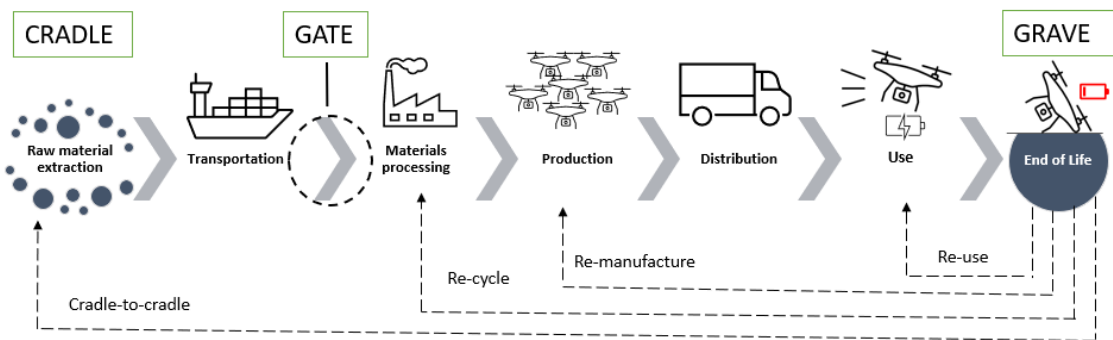 CRADLE
GATE
GRAVE
Raw material
extraction
Transportation
Materials
processing
Production
Distribution
Use
End of Life
Re-use
Re-manufacture
Re-cycle
Cradle-to-cradle